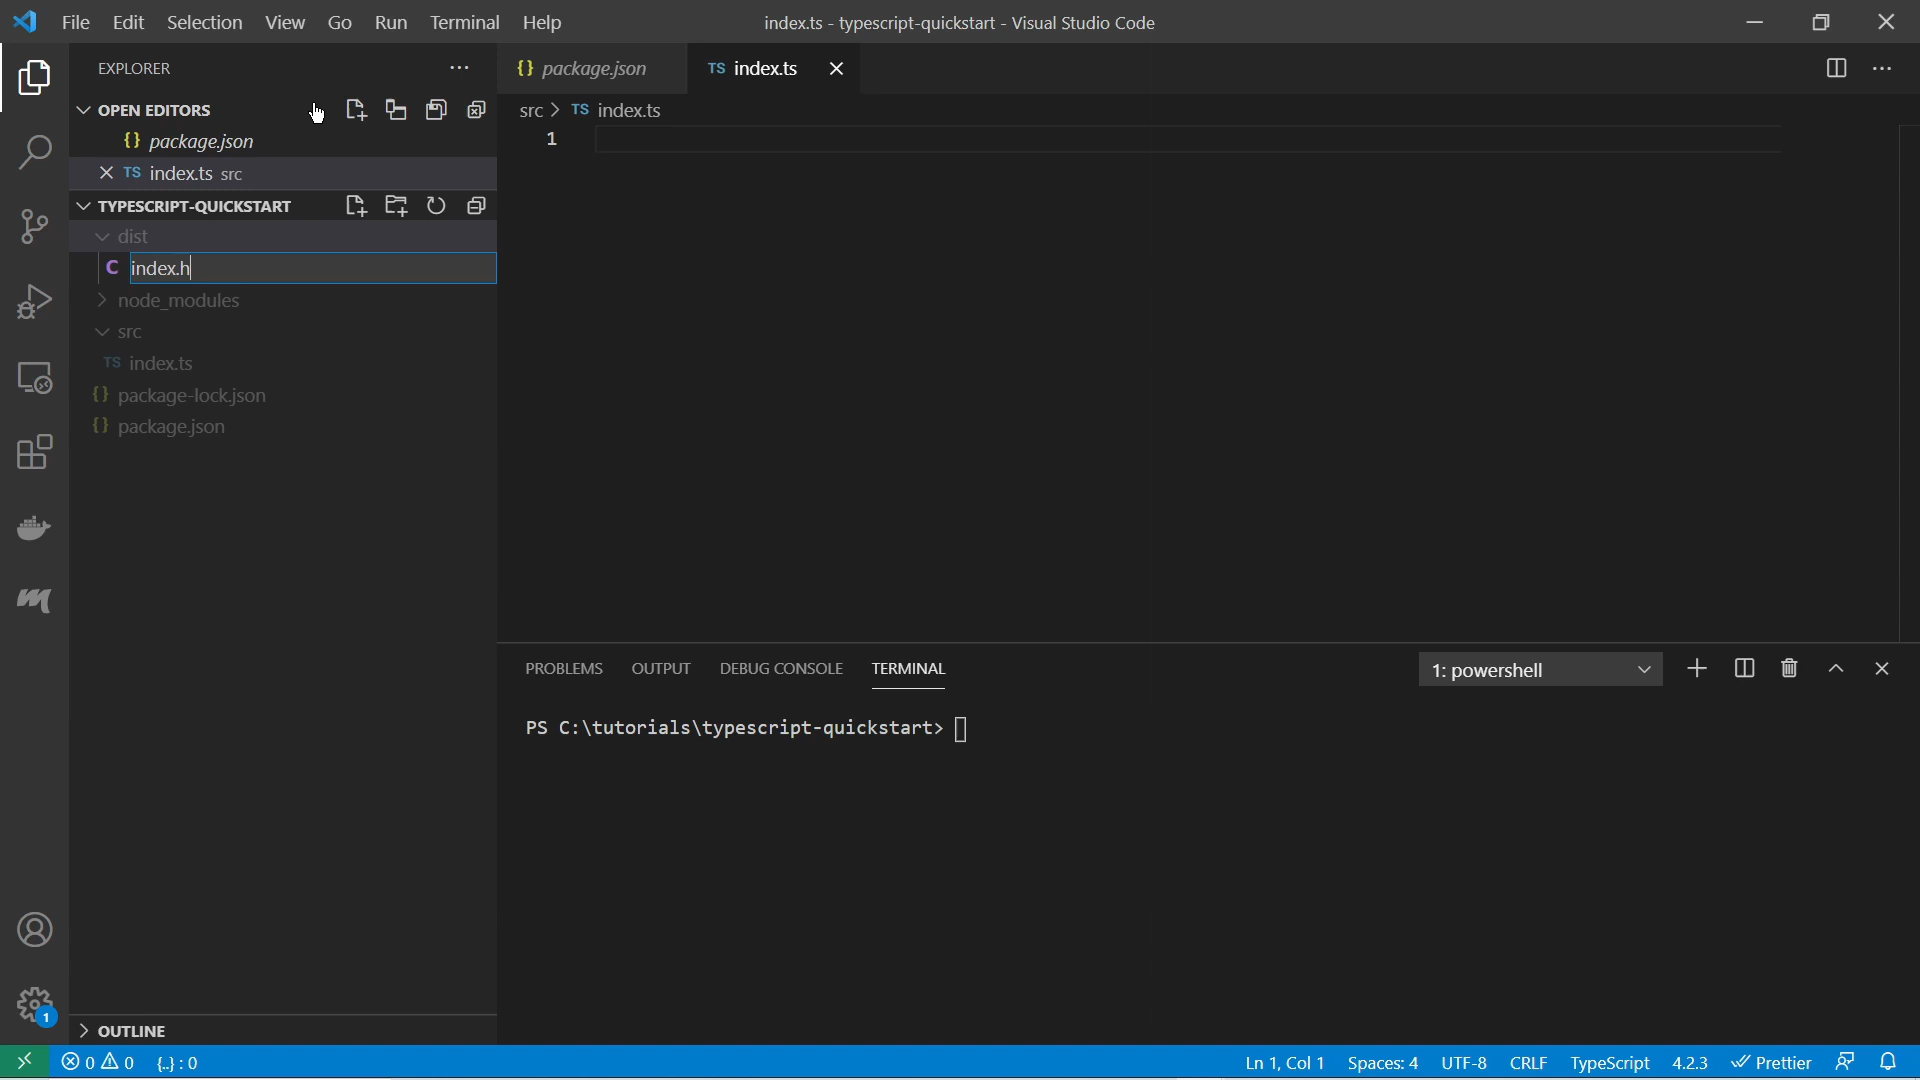 File Edit Selection View Go Run Terminal Help
index.ts - typescript-quickstart - Visual Studio Code
EXPLORER
{} package.json
TS index.ts
OPEN EDITORS
src > TS index.ts
{} package.json
1
TS index.ts src
TYPESCRIPT-QUICKSTART
dist
C index.h
node_modules
src
TS index.ts
{} package-lock.json
{} package.json
PROBLEMS OUTPUT DEBUG CONSOLE TERMINAL
1: powershell
PS C:\tutorials\typescript-quickstart>
1
OUTLINE
0 0 {..} : 0
Ln 1, Col 1 Spaces: 4 UTF-8 CRLF TypeScript 4.2.3 Prettier